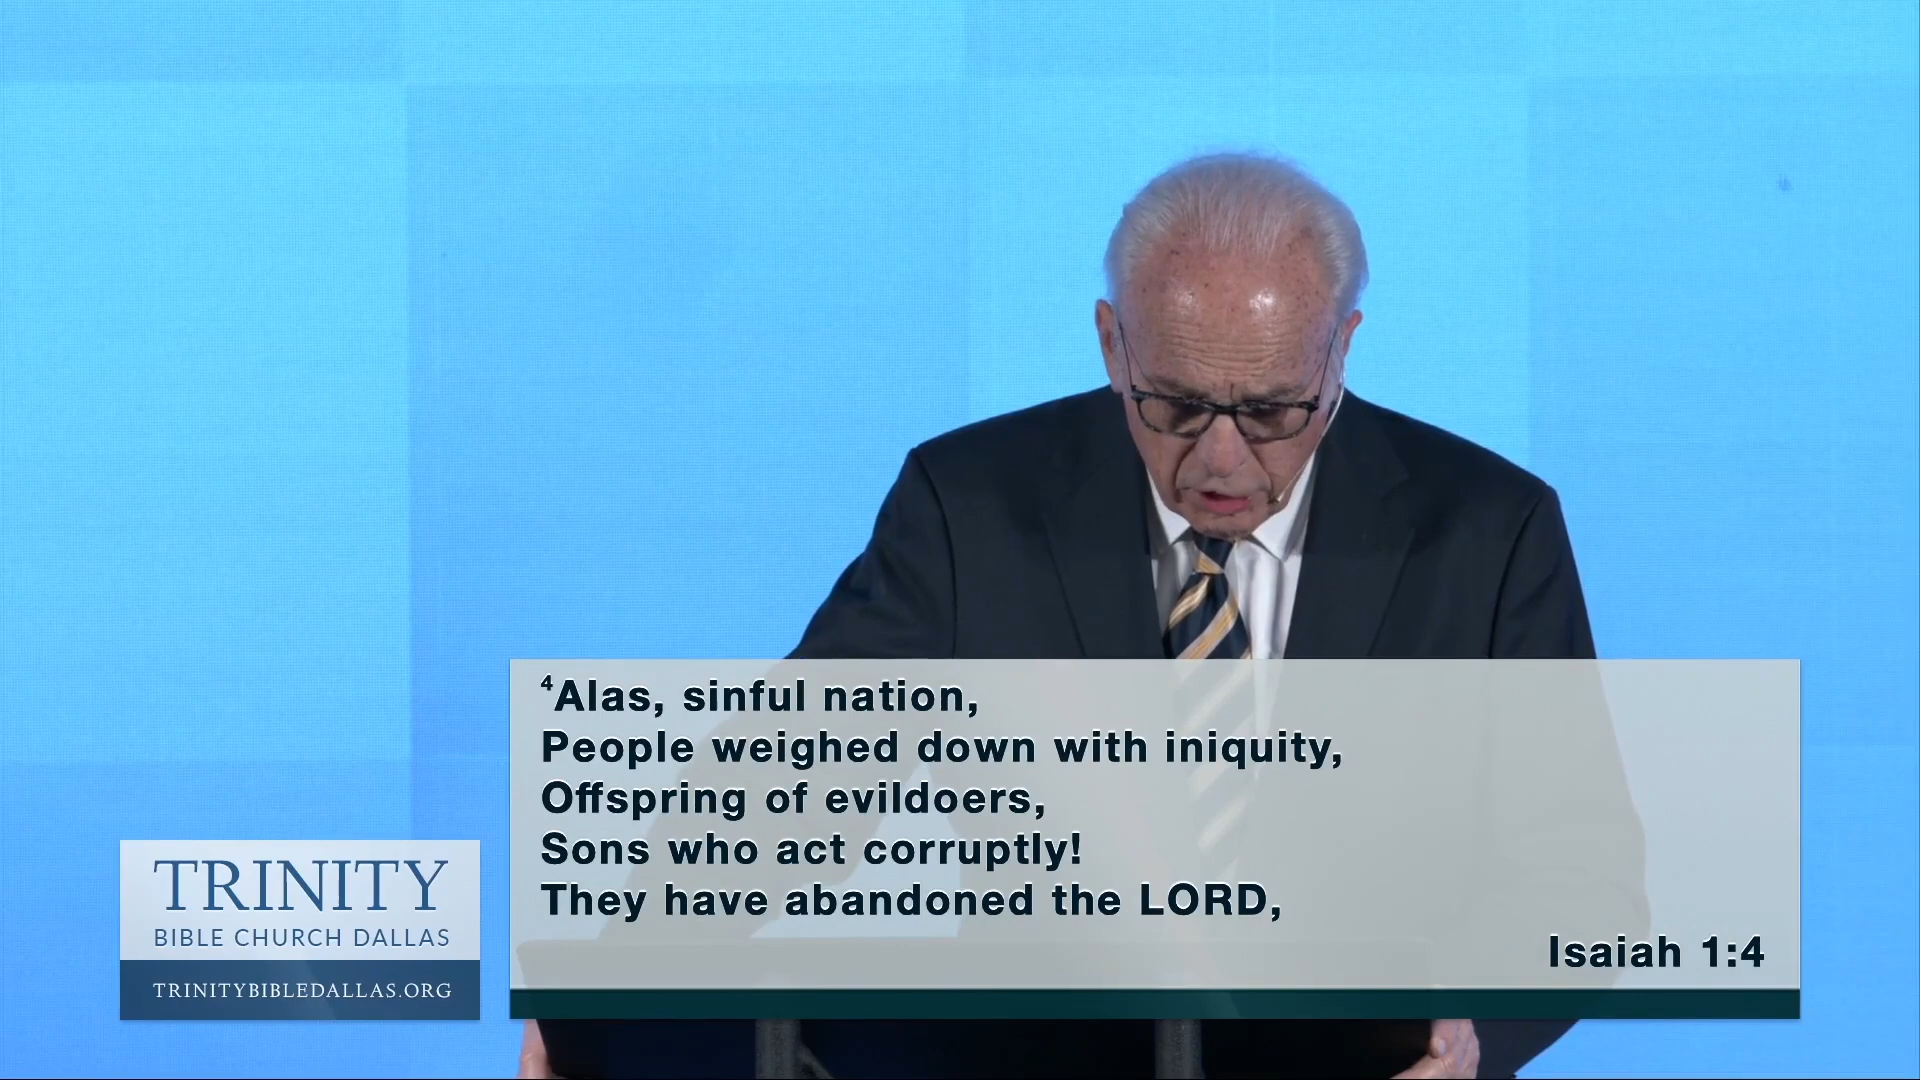 ⁴Alas, sinful nation,
People weighed down with iniquity,
Offspring of evildoers,
Sons who act corruptly!
They have abandoned the LORD,
Isaiah 1:4
TRINITY
BIBLE CHURCH DALLAS
TRINITYBIBLEDALLAS.ORG